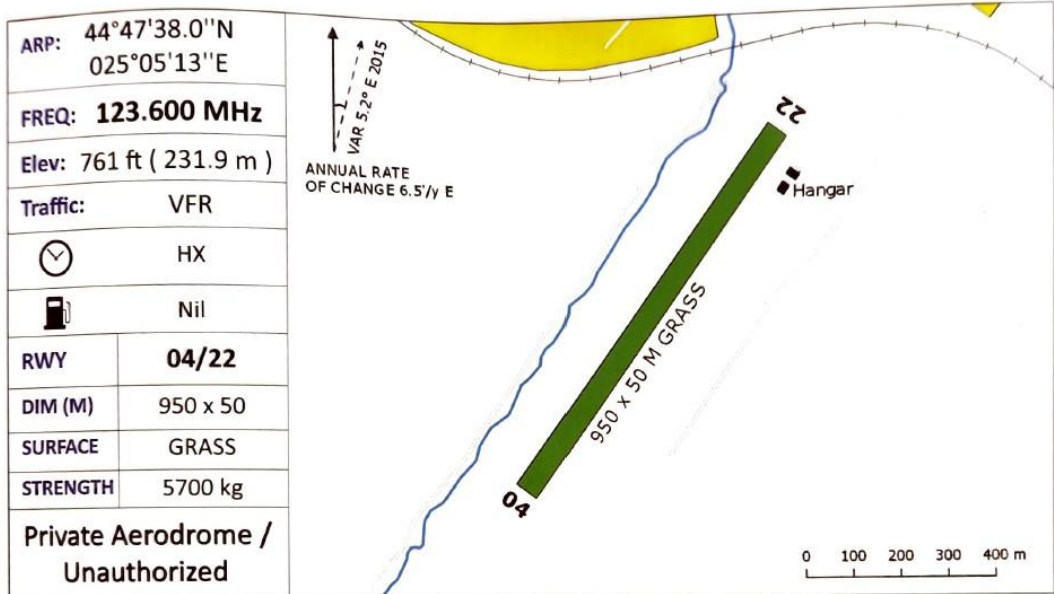 ARP: 44°47'38.0''N
025°05'13''E
FREQ: 123.600 MHz
Elev: 761 ft ( 231.9 m )
Traffic: VFR
HX
Nil
RWY 04/22
DIM (M) 950 x 50
SURFACE GRASS
STRENGTH 5700 kg
Private Aerodrome /
Unauthorized
VAR 5.2° E 2015
ANNUAL RATE
OF CHANGE 6.5'/y E
22
Hangar
950 x 50 M GRASS
04
0 100 200 300 400 m